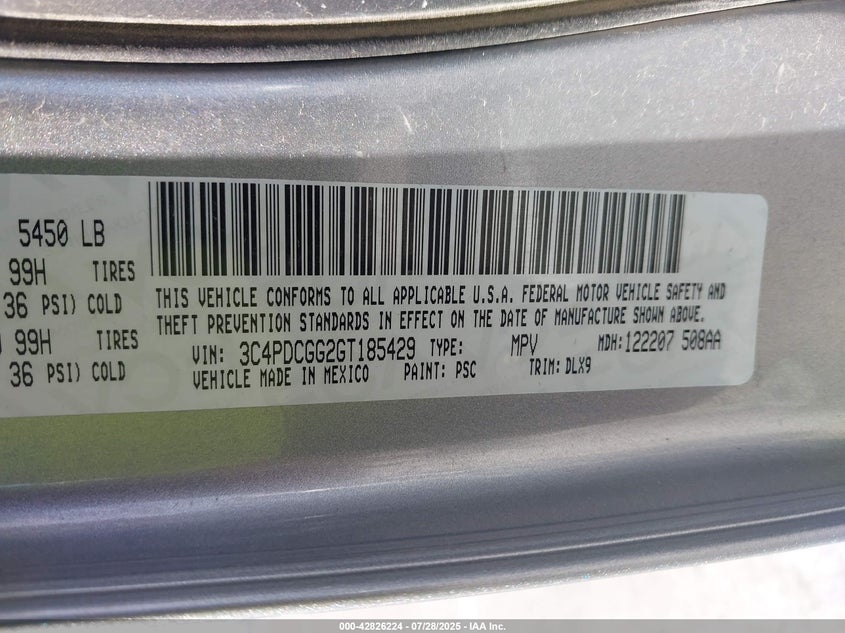 5450 LB
99H TIRES
36 PSI) COLD
99H TIRES
36 PSI) COLD
THIS VEHICLE CONFORMS TO ALL APPLICABLE U.S.A. FEDERAL MOTOR VEHICLE SAFETY AND
THEFT PREVENTION STANDARDS IN EFFECT ON THE DATE OF MANUFACTURE SHOWN ABOVE.
VIN: 3C4PDCGG2GT185429 TYPE: MPV MDH: 122207 508AA
VEHICLE MADE IN MEXICO PAINT: PSC TRIM: DLX9
000-42826224 - 07/28/2025 - IAA Inc.